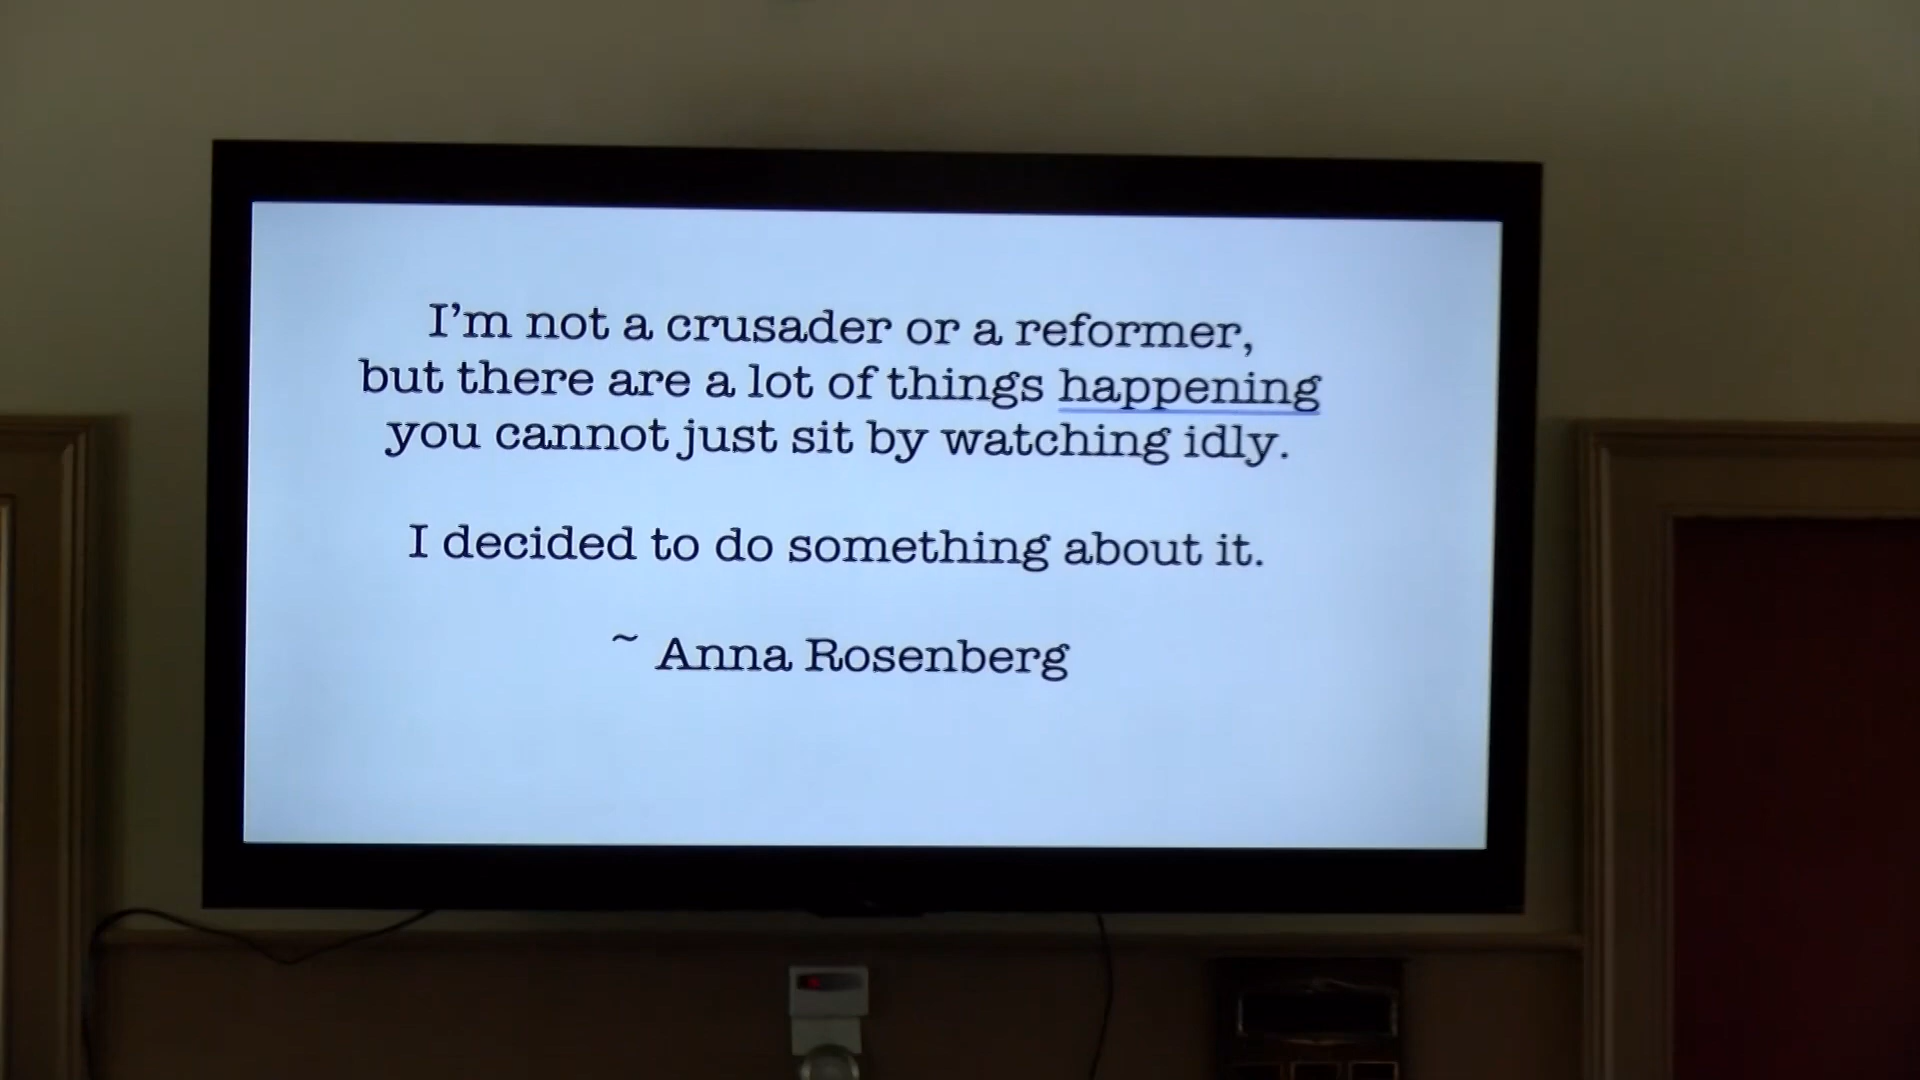 I’m not a crusader or a reformer,
but there are a lot of things happening
you cannot just sit by watching idly.
I decided to do something about it.
~ Anna Rosenberg